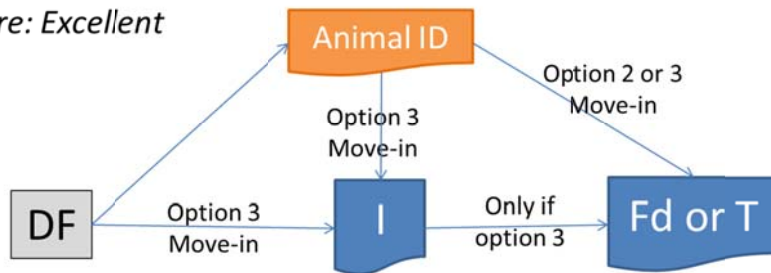 re: Excellent
Animal ID
Option 2 or 3
Move-in
Option 3
Move-in
DF
Option 3
Move-in
I
Only if
option 3
Fd or T